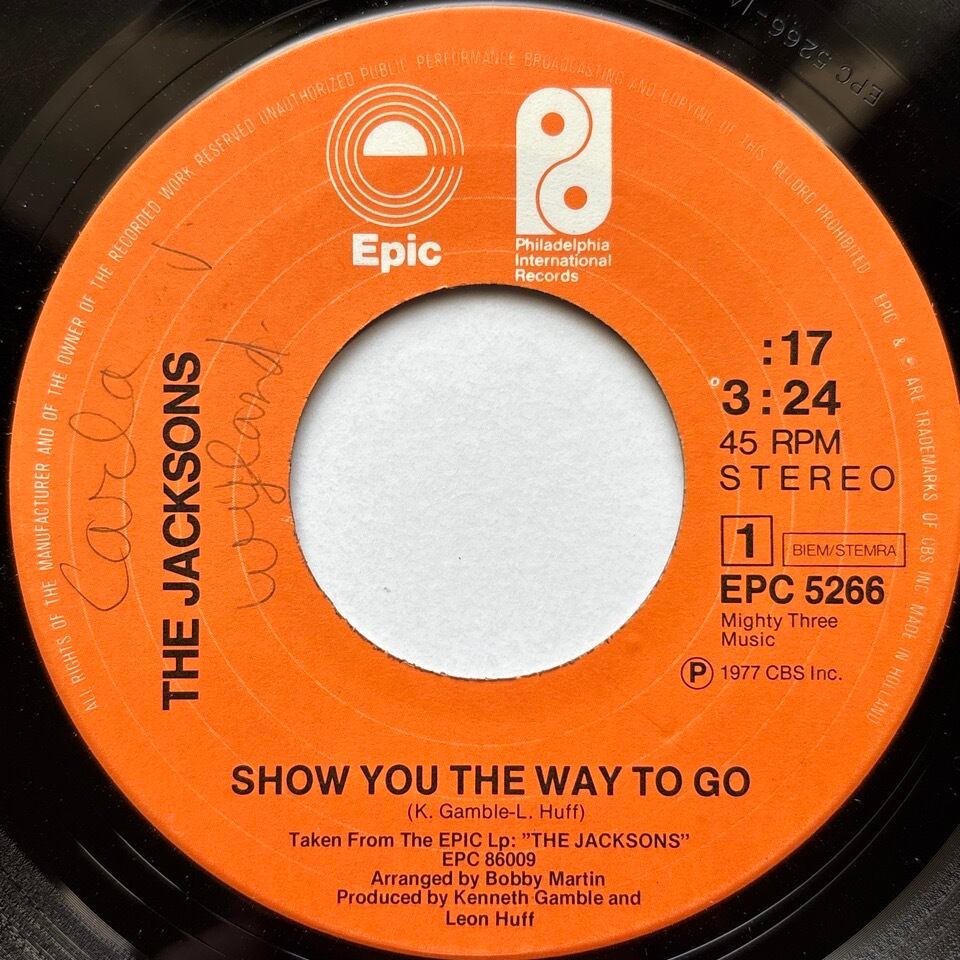 ALL RIGHTS OF THE MANUFACTURER AND OF THE OWNER OF THE RECORDED WORK RESERVED UNAUTHORIZED PUBLIC PERFORMANCE BROADCASTING AND COPYING OF THIS RECORD PROHIBITED EPIC & ARE TRADEMARKS OF CBS INC MADE IN HOLLAND
EPC 5266-1A
Epic
Philadelphia
International
Records
Carla
THE JACKSONS
:17
3:24
45 RPM
STEREO
1
BIEM/STEMRA
EPC 5266
Mighty Three
Music
Ⓟ 1977 CBS Inc.
SHOW YOU THE WAY TO GO
(K. Gamble-L. Huff)
Taken From The EPIC Lp: "THE JACKSONS"
EPC 86009
Arranged by Bobby Martin
Produced by Kenneth Gamble and
Leon Huff